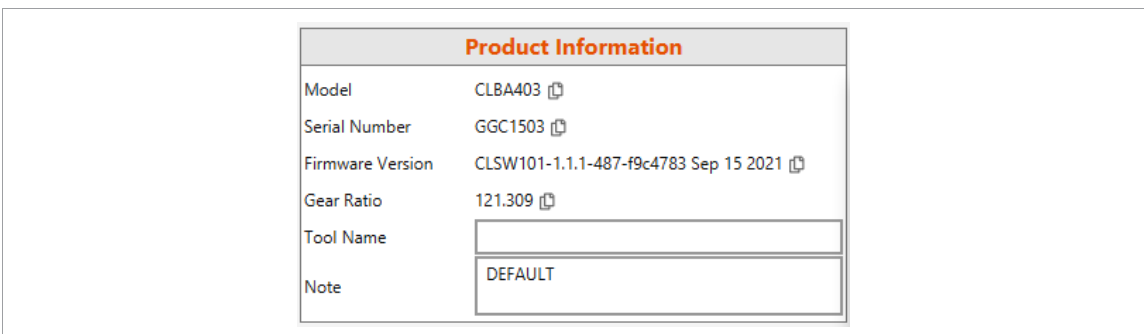 Product Information
Model CLBA403
Serial Number GGC1503
Firmware Version CLSW101-1.1.1-487-f9c4783 Sep 15 2021
Gear Ratio 121.309
Tool Name
Note DEFAULT